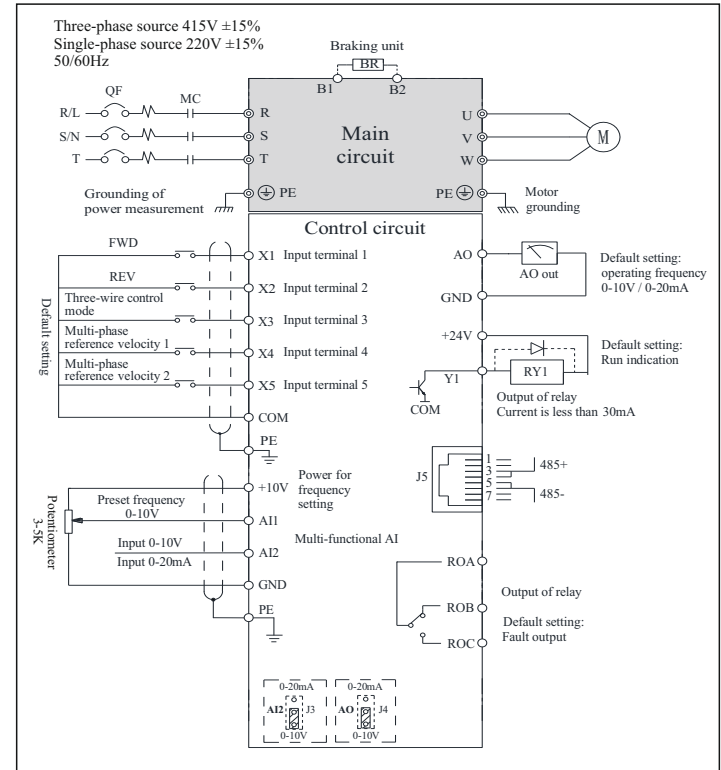 Three-phase source 415V ±15%
Single-phase source 220V ±15%
50/60Hz
Braking unit
BR
B1
B2
QF
MC
R/L
R
S/N
S
T
T
Main
circuit
U
V
W
M
Grounding of
power measurement
PE
PE
Motor
grounding
Control circuit
Default setting
FWD
X1
Input terminal 1
REV
X2
Input terminal 2
Three-wire control
mode
X3
Input terminal 3
Multi-phase
reference velocity 1
X4
Input terminal 4
Multi-phase
reference velocity 2
X5
Input terminal 5
COM
PE
AO
AO out
GND
Default setting:
operating frequency
0-10V / 0-20mA
+24V
Y1
RY1
COM
Default setting:
Run indication
Output of relay
Current is less than 30mA
J5
1
3
5
7
485+
485-
Potentiometer
3-5K
+10V
Power for
frequency
setting
Preset frequency
0-10V
AI1
Multi-functional AI
Input 0-10V
AI2
Input 0-20mA
GND
PE
ROA
ROB
ROC
Output of relay
Default setting:
Fault output
0-20mA
AI2
J3
0-10V
0-20mA
AO
J4
0-10V